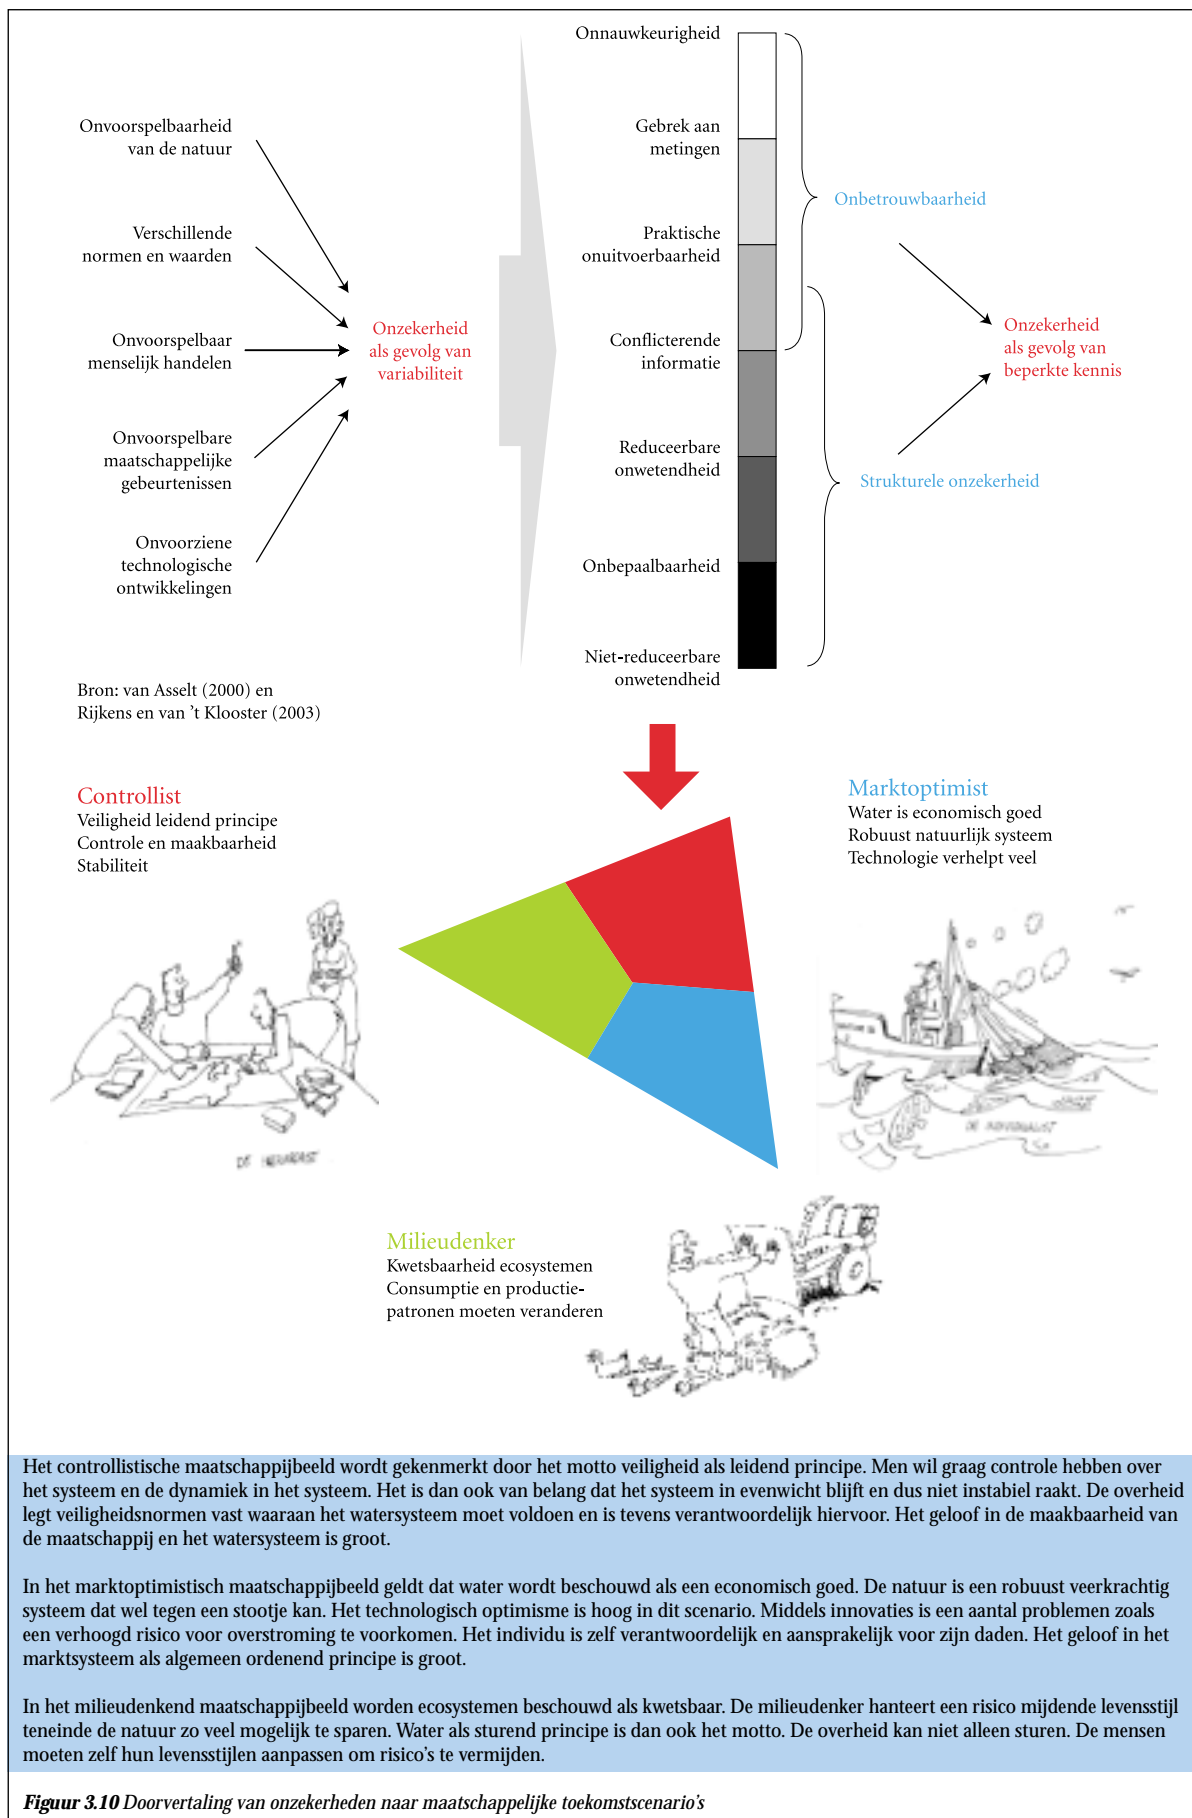 Onvoorspelbaarheid
van de natuur
Verschillende
normen en waarden
Onvoorspelbaar
menselijk handelen
Onvoorspelbare
maatschappelijke
gebeurtenissen
Onvoorziene
technologische
ontwikkelingen
Onzekerheid
als gevolg van
variabiliteit
Onnauwkeurigheid
Gebrek aan
metingen
Praktische
onuitvoerbaarheid
Conflicterende
informatie
Reduceerbare
onwetendheid
Onbepaalbaarheid
Niet-reduceerbare
onwetendheid
Onbetrouwbaarheid
Strukturele onzekerheid
Onzekerheid
als gevolg van
beperkte kennis
Bron: van Asselt (2000) en
Rijkens en van 't Klooster (2003)
Controllist
Veiligheid leidend principe
Controle en maakbaarheid
Stabiliteit
Marktoptimist
Water is economisch goed
Robuust natuurlijk systeem
Technologie verhelpt veel
Milieudenker
Kwetsbaarheid ecosystemen
Consumptie en productie-
patronen moeten veranderen
Het controllistische maatschappijbeeld wordt gekenmerkt door het motto veiligheid als leidend principe. Men wil graag controle hebben over
het systeem en de dynamiek in het systeem. Het is dan ook van belang dat het systeem in evenwicht blijft en dus niet instabiel raakt. De overheid
legt veiligheidsnormen vast waaraan het watersysteem moet voldoen en is tevens verantwoordelijk hiervoor. Het geloof in de maakbaarheid van
de maatschappij en het watersysteem is groot.
In het marktoptimistisch maatschappijbeeld geldt dat water wordt beschouwd als een economisch goed. De natuur is een robuust veerkrachtig
systeem dat wel tegen een stootje kan. Het technologisch optimisme is hoog in dit scenario. Middels innovaties is een aantal problemen zoals
een verhoogd risico voor overstroming te voorkomen. Het individu is zelf verantwoordelijk en aansprakelijk voor zijn daden. Het geloof in het
marktsysteem als algemeen ordenend principe is groot.
In het milieudenkend maatschappijbeeld worden ecosystemen beschouwd als kwetsbaar. De milieudenker hanteert een risico mijdende levensstijl
teneinde de natuur zo veel mogelijk te sparen. Water als sturend principe is dan ook het motto. De overheid kan niet alleen sturen. De mensen
moeten zelf hun levensstijlen aanpassen om risico's te vermijden.
Figuur 3.10 Doorvertaling van onzekerheden naar maatschappelijke toekomstscenario's